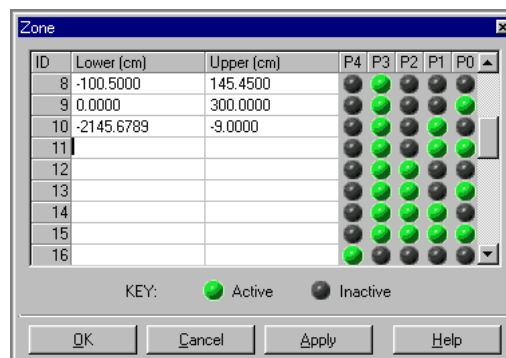 Zone
ID Lower (cm) Upper (cm) P4 P3 P2 P1 P0
8 -100.5000 145.4500
9 0.0000 300.0000
10 -2145.6789 -9.0000
11
12
13
14
15
16
KEY: Active Inactive
OK Cancel Apply Help